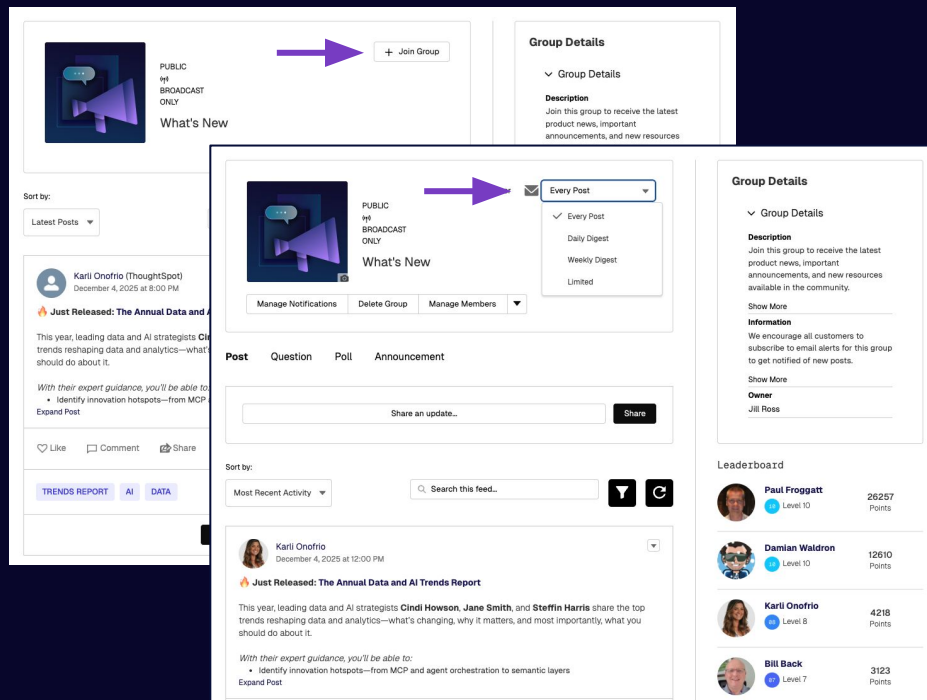 PUBLIC
BROADCAST
ONLY
What's New
+ Join Group
Group Details
Group Details
Description
Join this group to receive the latest
product news, important
announcements, and new resources
Sort by:
Latest Posts
Karli Onofrio (ThoughtSpot)
December 4, 2025 at 8:00 PM
🔥 Just Released: The Annual Data and
This year, leading data and AI strategists
trends reshaping data and analytics—what's
should do about it.
With their expert guidance, you'll be able to:
• Identify innovation hotspots—from MCP
Expand Post
Like
Comment
Share
TRENDS REPORT
AI
DATA
PUBLIC
BROADCAST
ONLY
What's New
Every Post
Every Post
Daily Digest
Weekly Digest
Limited
Manage Notifications
Delete Group
Manage Members
Post
Question
Poll
Announcement
Share an update...
Share
Sort by:
Most Recent Activity
Search this feed...
Karli Onofrio
December 4, 2025 at 12:00 PM
🔥 Just Released: The Annual Data and AI Trends Report
This year, leading data and AI strategists Cindi Howson, Jane Smith, and Steffin Harris share the top
trends reshaping data and analytics—what's changing, why it matters, and most importantly, what you
should do about it.
With their expert guidance, you'll be able to:
• Identify innovation hotspots—from MCP and agent orchestration to semantic layers
Expand Post
Group Details
Group Details
Description
Join this group to receive the latest
product news, important
announcements, and new resources
available in the community.
Show More
Information
We encourage all customers to
subscribe to email alerts for this group
to get notified of new posts.
Show More
Owner
Jill Ross
Leaderboard
Paul Froggatt
Level 10
26257
Points
Damian Waldron
Level 10
12610
Points
Karli Onofrio
Level 8
4218
Points
Bill Back
Level 7
3123
Points